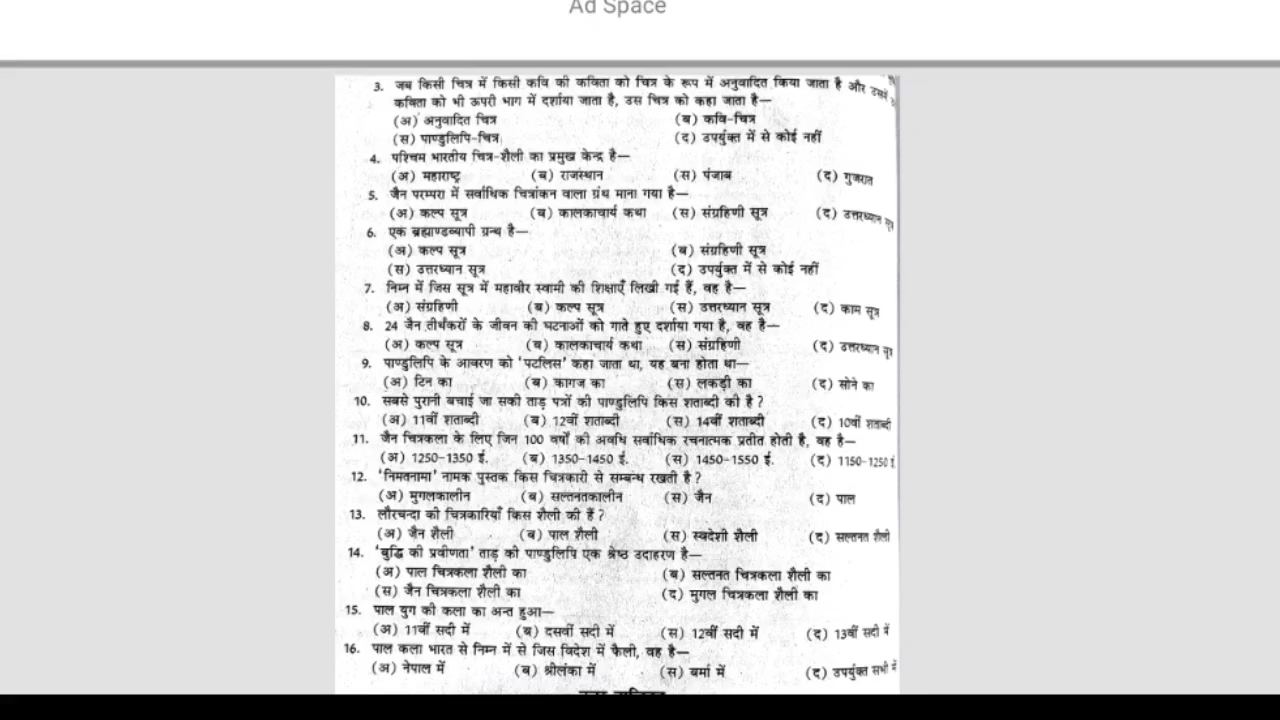 Ad Space
3. जब किसी चित्र में किसी कवि की कविता को चित्र के रूप में अनुवादित किया जाता है और उसमें
कविता को भी ऊपरी भाग में दर्शाया जाता है, उस चित्र को कहा जाता है—
(अ) अनुवादित चित्र (ब) कवि-चित्र
(स) पाण्डुलिपि-चित्र (द) उपर्युक्त में से कोई नहीं
4. पश्चिम भारतीय चित्र-शैली का प्रमुख केन्द्र है—
(अ) महाराष्ट्र (ब) राजस्थान (स) पंजाब (द) गुजरात
5. जैन परम्परा में सर्वाधिक चित्रांकन वाला ग्रंथ माना गया है—
(अ) कल्प सूत्र (ब) कालकाचार्य कथा (स) संग्रहिणी सूत्र (द) उत्तरध्यान सूत्र
6. एक ब्रह्माण्डव्यापी ग्रन्थ है—
(अ) कल्प सूत्र (ब) संग्रहिणी सूत्र
(स) उत्तरध्यान सूत्र (द) उपर्युक्त में से कोई नहीं
7. निम्न में जिस सूत्र में महावीर स्वामी की शिक्षाएँ लिखी गई हैं, वह है—
(अ) संग्रहिणी (ब) कल्प सूत्र (स) उत्तरध्यान सूत्र (द) काम सूत्र
8. 24 जैन तीर्थंकरों के जीवन की घटनाओं को गाते हुए दर्शाया गया है, वह है—
(अ) कल्प सूत्र (ब) कालकाचार्य कथा (स) संग्रहिणी (द) उत्तरध्यान सूत्र
9. पाण्डुलिपि के आवरण को 'पटलिस' कहा जाता था, यह बना होता था—
(अ) टिन का (ब) कागज का (स) लकड़ी का (द) सोने का
10. सबसे पुरानी बचाई जा सकी ताड़ पत्रों की पाण्डुलिपि किस शताब्दी की है ?
(अ) 11वीं शताब्दी (ब) 12वीं शताब्दी (स) 14वीं शताब्दी (द) 10वीं शताब्दी
11. जैन चित्रकला के लिए जिन 100 वर्षों की अवधि सर्वाधिक रचनात्मक प्रतीत होती है, वह है—
(अ) 1250-1350 ई. (ब) 1350-1450 ई. (स) 1450-1550 ई. (द) 1150-1250 ई.
12. 'निमतनामा' नामक पुस्तक किस चित्रकारी से सम्बन्ध रखती है ?
(अ) मुगलकालीन (ब) सल्तनतकालीन (स) जैन (द) पाल
13. लौरचन्दा की चित्रकारियाँ किस शैली की हैं ?
(अ) जैन शैली (ब) पाल शैली (स) स्वदेशी शैली (द) सल्तनत शैली
14. 'बुद्धि की प्रवीणता' ताड़ की पाण्डुलिपि एक श्रेष्ठ उदाहरण है—
(अ) पाल चित्रकला शैली का (ब) सल्तनत चित्रकला शैली का
(स) जैन चित्रकला शैली का (द) मुगल चित्रकला शैली का
15. पाल युग की कला का अन्त हुआ—
(अ) 11वीं सदी में (ब) दसवीं सदी में (स) 12वीं सदी में (द) 13वीं सदी में
16. पाल कला भारत से निम्न में से जिस विदेश में फैली, वह है—
(अ) नेपाल में (ब) श्रीलंका में (स) बर्मा में (द) उपर्युक्त सभी में